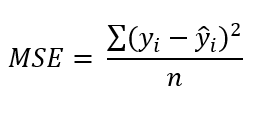 MSE = ∑(yᵢ − ŷᵢ)² / n